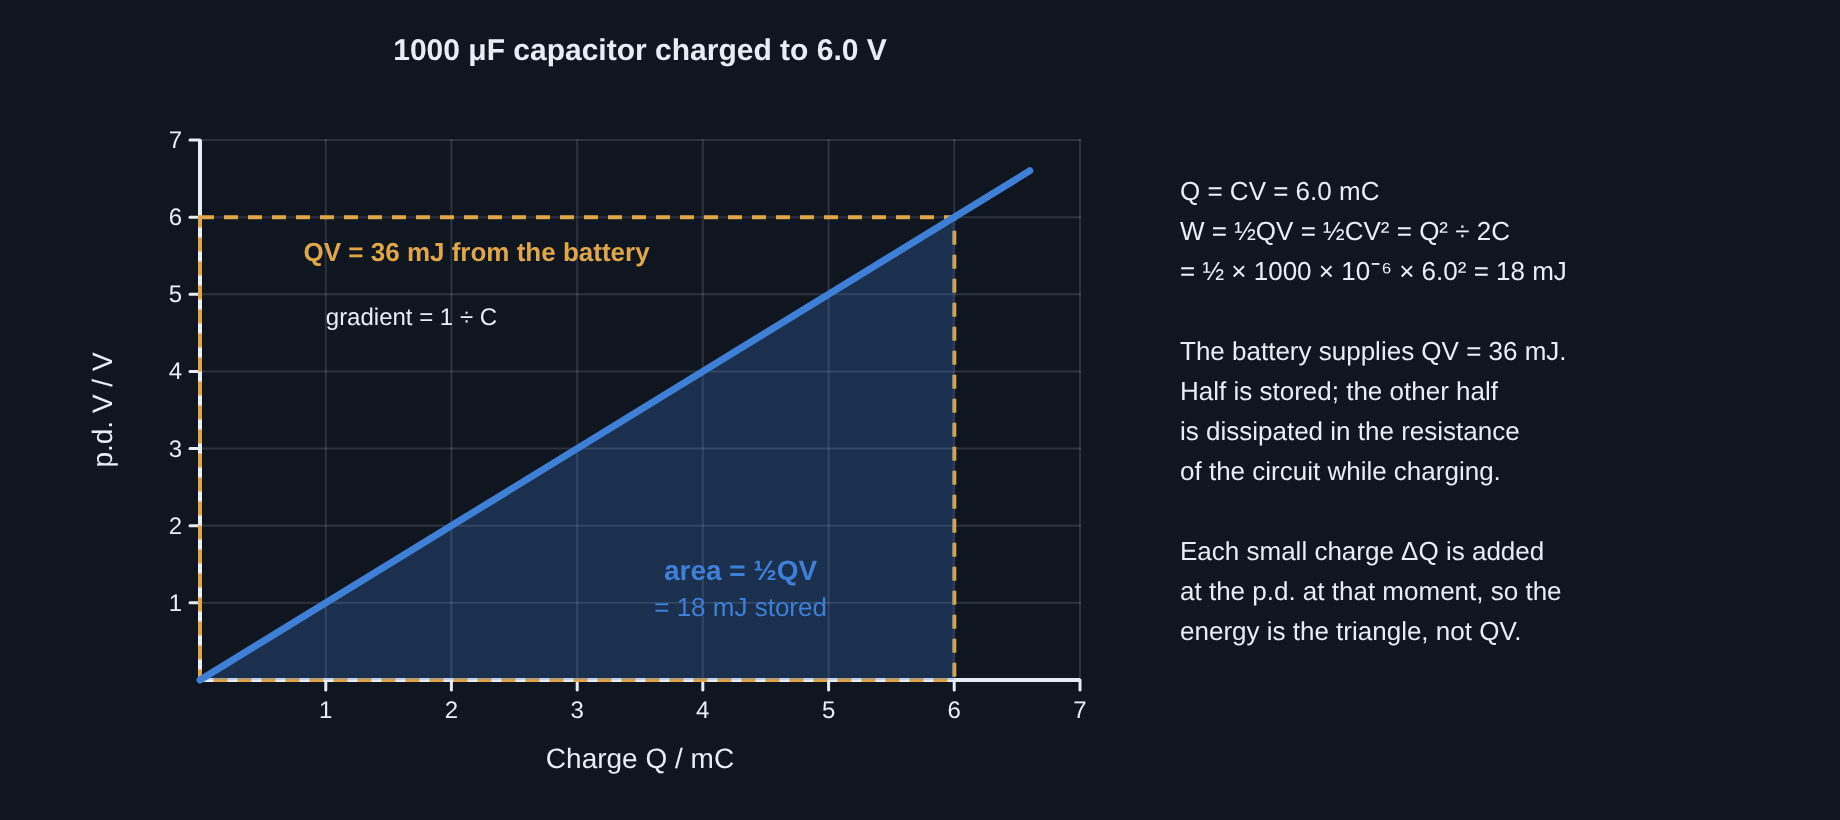 1000 μF capacitor charged to 6.0 V
7
6
5
4
3
2
1
p.d. V / V
QV = 36 mJ from the battery
gradient = 1 ÷ C
area = ½QV
= 18 mJ stored
1 2 3 4 5 6 7
Charge Q / mC
Q = CV = 6.0 mC
W = ½QV = ½CV² = Q² ÷ 2C
= ½ × 1000 × 10⁻⁶ × 6.0² = 18 mJ
The battery supplies QV = 36 mJ.
Half is stored; the other half
is dissipated in the resistance
of the circuit while charging.
Each small charge ΔQ is added
at the p.d. at that moment, so the
energy is the triangle, not QV.